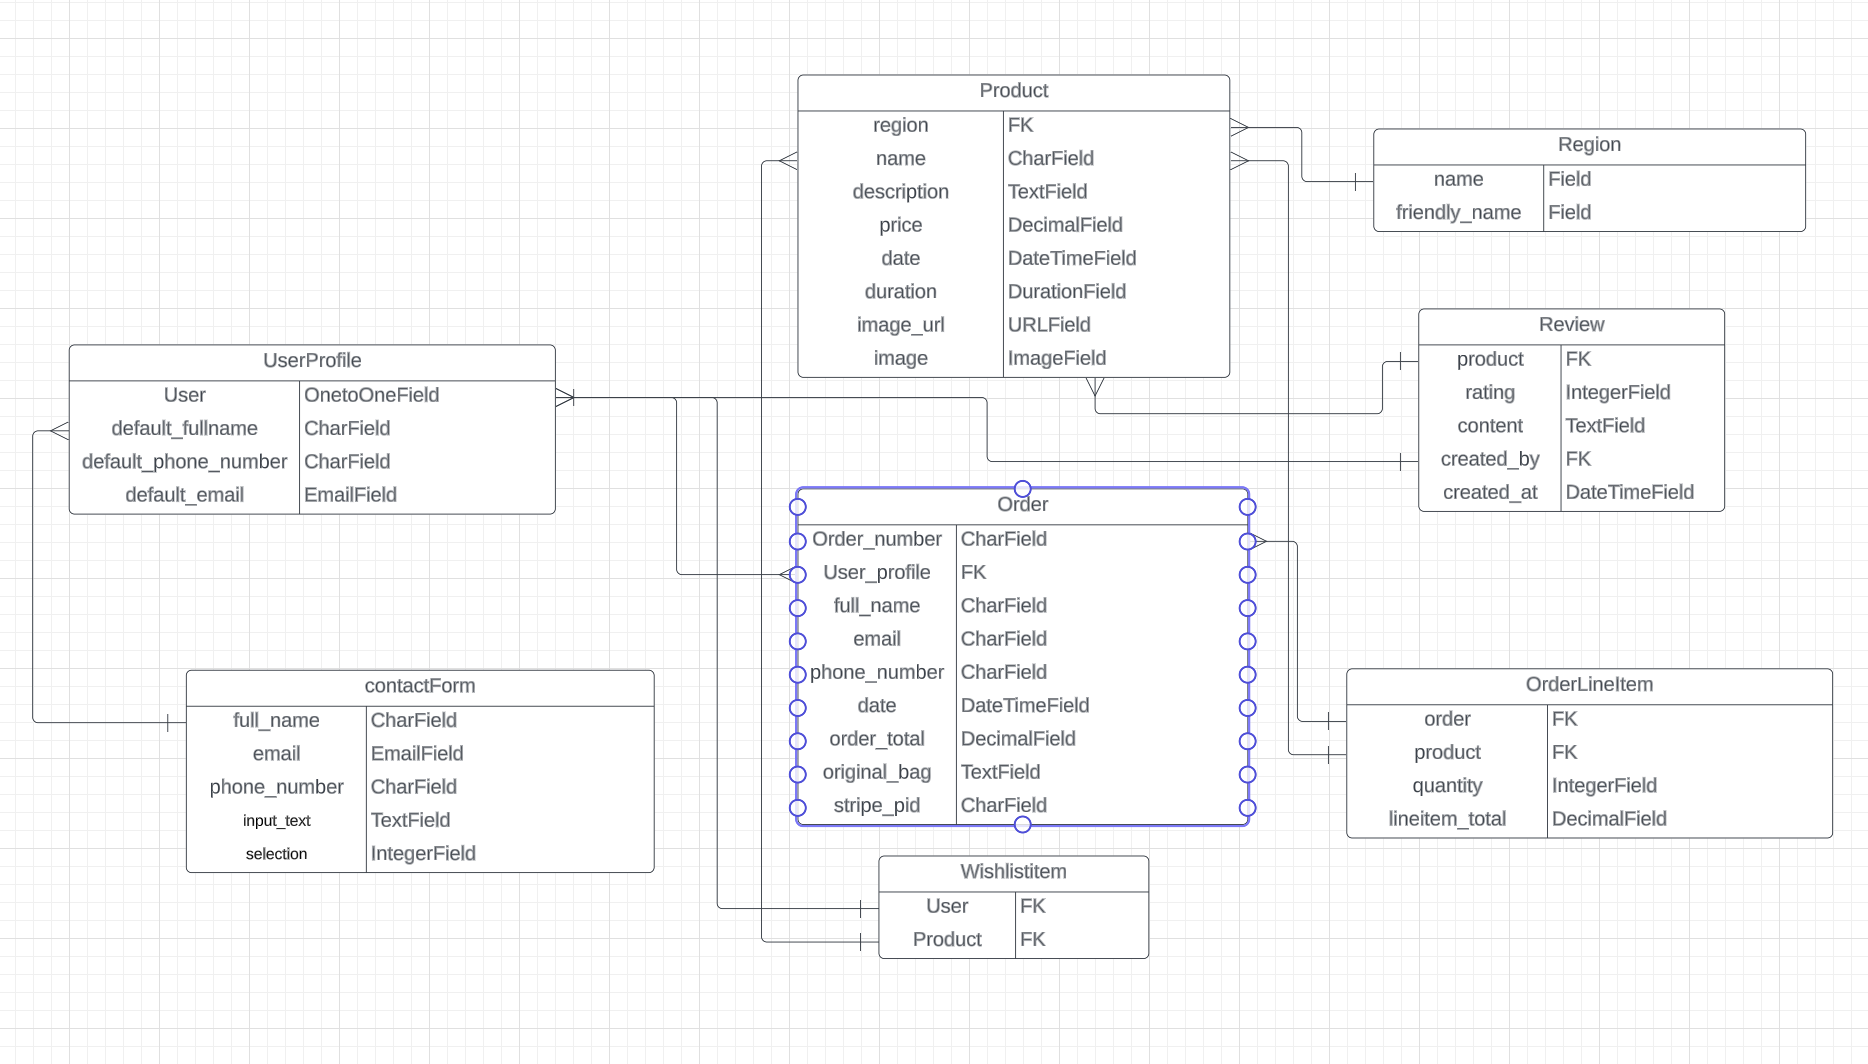 Product
region FK
name CharField
description TextField
price DecimalField
date DateTimeField
duration DurationField
image_url URLField
image ImageField
Region
name Field
friendly_name Field
Review
product FK
rating IntegerField
content TextField
created_by FK
created_at DateTimeField
UserProfile
User OnetoOneField
default_fullname CharField
default_phone_number CharField
default_email EmailField
Order
Order_number CharField
User_profile FK
full_name CharField
email CharField
phone_number CharField
date DateTimeField
order_total DecimalField
original_bag TextField
stripe_pid CharField
contactForm
full_name CharField
email EmailField
phone_number CharField
input_text TextField
selection IntegerField
OrderLineItem
order FK
product FK
quantity IntegerField
lineitem_total DecimalField
Wishlistitem
User FK
Product FK